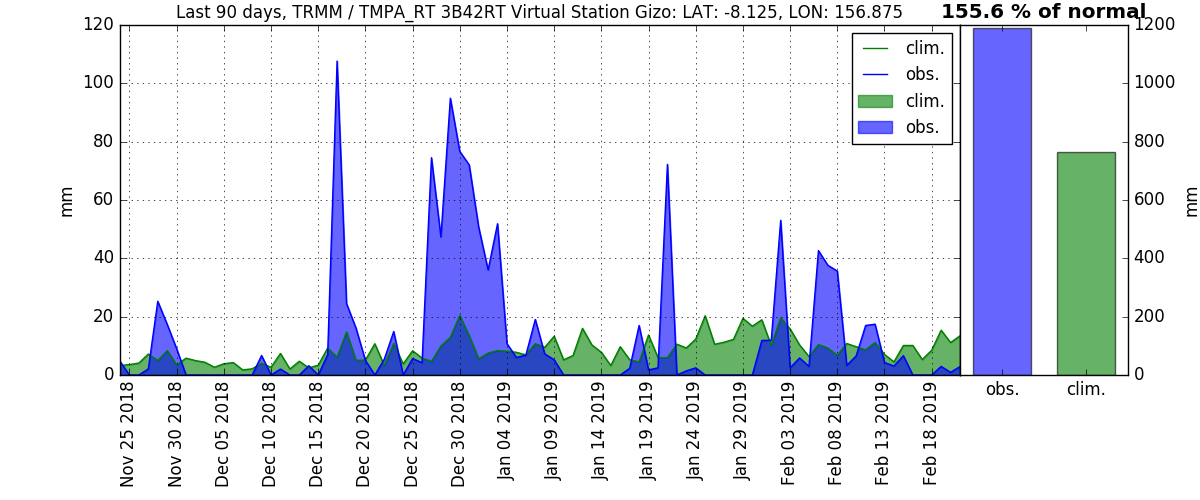 Last 90 days, TRMM / TMPA_RT 3B42RT Virtual Station Gizo: LAT: -8.125, LON: 156.875
155.6 % of normal
120
100
80
60
40
20
0
mm
clim.
obs.
clim.
obs.
1200
1000
800
600
400
200
0
mm
obs.
clim.
Nov 25 2018
Nov 30 2018
Dec 05 2018
Dec 10 2018
Dec 15 2018
Dec 20 2018
Dec 25 2018
Dec 30 2018
Jan 04 2019
Jan 09 2019
Jan 14 2019
Jan 19 2019
Jan 24 2019
Jan 29 2019
Feb 03 2019
Feb 08 2019
Feb 13 2019
Feb 18 2019